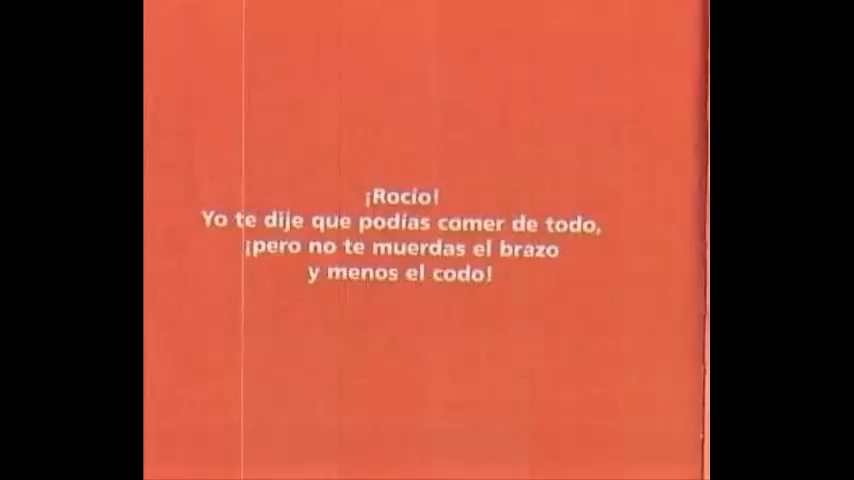 ¡Rocío!
Yo te dije que podías comer de todo,
¡pero no te muerdas el brazo
y menos el codo!